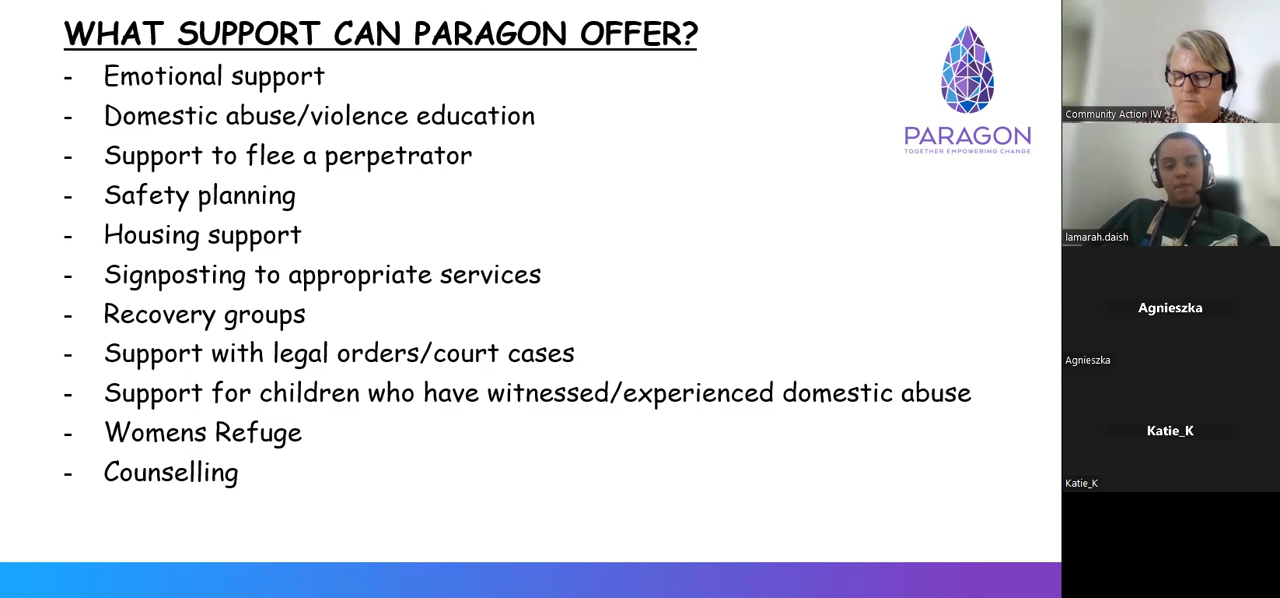 WHAT SUPPORT CAN PARAGON OFFER?
- Emotional support
- Domestic abuse/violence education
- Support to flee a perpetrator
- Safety planning
- Housing support
- Signposting to appropriate services
- Recovery groups
- Support with legal orders/court cases
- Support for children who have witnessed/experienced domestic abuse
- Womens Refuge
- Counselling
PARAGON
TOGETHER EMPOWERING CHANGE
Community Action IW
lamarah.daish
Agnieszka
Agnieszka
Katie_K
Katie_K